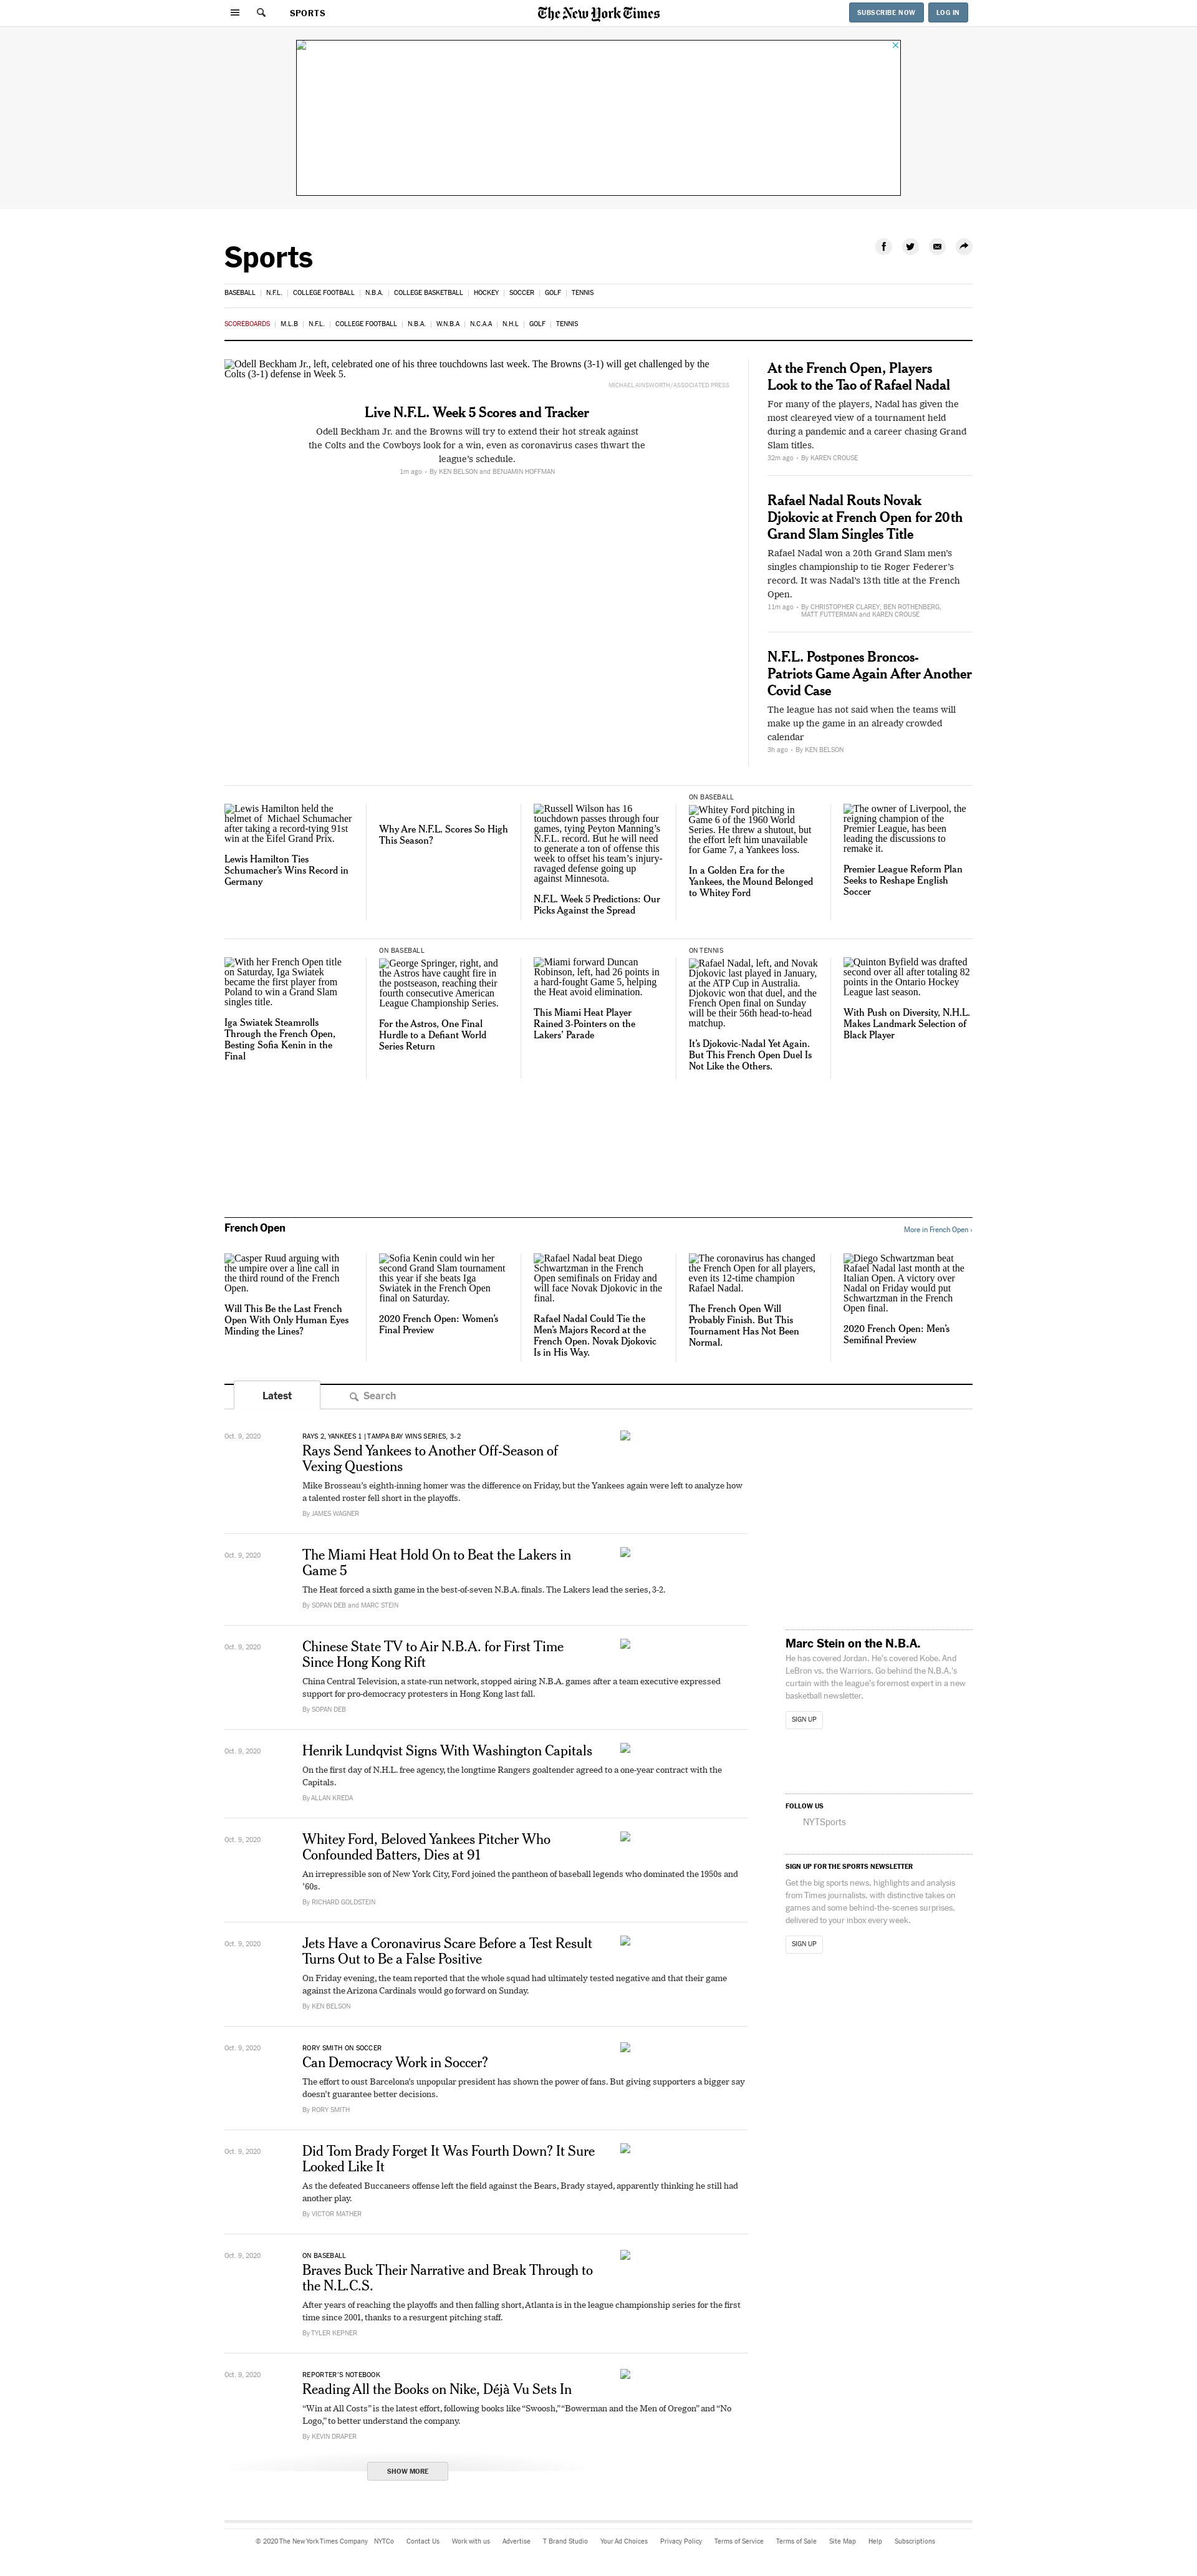 SPORTS
The New York Times
SUBSCRIBE NOW
LOG IN
Sports
BASEBALL | N.F.L. | COLLEGE FOOTBALL | N.B.A. | COLLEGE BASKETBALL | HOCKEY | SOCCER | GOLF | TENNIS
SCOREBOARDS | M.L.B | N.F.L. | COLLEGE FOOTBALL | N.B.A. | W.N.B.A | N.C.A.A | N.H.L | GOLF | TENNIS
Odell Beckham Jr., left, celebrated one of his three touchdowns last week. The Browns (3-1) will get challenged by the
Colts (3-1) defense in Week 5.
MICHAEL AINSWORTH/ASSOCIATED PRESS
Live N.F.L. Week 5 Scores and Tracker
Odell Beckham Jr. and the Browns will try to extend their hot streak against
the Colts and the Cowboys look for a win, even as coronavirus cases thwart the
league's schedule.
1m ago • By KEN BELSON and BENJAMIN HOFFMAN
At the French Open, Players
Look to the Tao of Rafael Nadal
For many of the players, Nadal has given the
most cleareyed view of a tournament held
during a pandemic and a career chasing Grand
Slam titles.
32m ago • By KAREN CROUSE
Rafael Nadal Routs Novak
Djokovic at French Open for 20th
Grand Slam Singles Title
Rafael Nadal won a 20th Grand Slam men's
singles championship to tie Roger Federer's
record. It was Nadal's 13th title at the French
Open.
11m ago • By CHRISTOPHER CLAREY, BEN ROTHENBERG,
MATT FUTTERMAN and KAREN CROUSE
N.F.L. Postpones Broncos-
Patriots Game Again After Another
Covid Case
The league has not said when the teams will
make up the game in an already crowded
calendar
3h ago • By KEN BELSON
Lewis Hamilton held the
helmet of Michael Schumacher
after taking a record-tying 91st
win at the Eifel Grand Prix.
Lewis Hamilton Ties
Schumacher's Wins Record in
Germany
Why Are N.F.L. Scores So High
This Season?
Russell Wilson has 16
touchdown passes through four
games, tying Peyton Manning's
N.F.L. record. But he will need
to generate a ton of offense this
week to offset his team's injury-
ravaged defense going up
against Minnesota.
N.F.L. Week 5 Predictions: Our
Picks Against the Spread
ON BASEBALL
Whitey Ford pitching in
Game 6 of the 1960 World
Series. He threw a shutout, but
the effort left him unavailable
for Game 7, a Yankees loss.
In a Golden Era for the
Yankees, the Mound Belonged
to Whitey Ford
The owner of Liverpool, the
reigning champion of the
Premier League, has been
leading the discussions to
remake it.
Premier League Reform Plan
Seeks to Reshape English
Soccer
With her French Open title
on Saturday, Iga Swiatek
became the first player from
Poland to win a Grand Slam
singles title.
Iga Swiatek Steamrolls
Through the French Open,
Besting Sofia Kenin in the
Final
ON BASEBALL
George Springer, right, and
the Astros have caught fire in
the postseason, reaching their
fourth consecutive American
League Championship Series.
For the Astros, One Final
Hurdle to a Defiant World
Series Return
Miami forward Duncan
Robinson, left, had 26 points in
a hard-fought Game 5, helping
the Heat avoid elimination.
This Miami Heat Player
Rained 3-Pointers on the
Lakers' Parade
ON TENNIS
Rafael Nadal, left, and Novak
Djokovic last played in January,
at the ATP Cup in Australia.
Djokovic won that duel, and the
French Open final on Sunday
will be their 56th head-to-head
matchup.
It's Djokovic-Nadal Yet Again.
But This French Open Duel Is
Not Like the Others.
Quinton Byfield was drafted
second over all after totaling 82
points in the Ontario Hockey
League last season.
With Push on Diversity, N.H.L.
Makes Landmark Selection of
Black Player
French Open
More in French Open ›
Casper Ruud arguing with
the umpire over a line call in
the third round of the French
Open.
Will This Be the Last French
Open With Only Human Eyes
Minding the Lines?
Sofia Kenin could win her
second Grand Slam tournament
this year if she beats Iga
Swiatek in the French Open
final on Saturday.
2020 French Open: Women's
Final Preview
Rafael Nadal beat Diego
Schwartzman in the French
Open semifinals on Friday and
will face Novak Djokovic in the
final.
Rafael Nadal Could Tie the
Men's Majors Record at the
French Open. Novak Djokovic
Is in His Way.
The coronavirus has changed
the French Open for all players,
even its 12-time champion
Rafael Nadal.
The French Open Will
Probably Finish. But This
Tournament Has Not Been
Normal.
Diego Schwartzman beat
Rafael Nadal last month at the
Italian Open. A victory over
Nadal on Friday would put
Schwartzman in the French
Open final.
2020 French Open: Men's
Semifinal Preview
Latest
Search
Oct. 9, 2020
RAYS 2, YANKEES 1 | TAMPA BAY WINS SERIES, 3-2
Rays Send Yankees to Another Off-Season of
Vexing Questions
Mike Brosseau's eighth-inning homer was the difference on Friday, but the Yankees again were left to analyze how
a talented roster fell short in the playoffs.
By JAMES WAGNER
Oct. 9, 2020
The Miami Heat Hold On to Beat the Lakers in
Game 5
The Heat forced a sixth game in the best-of-seven N.B.A. finals. The Lakers lead the series, 3-2.
By SOPAN DEB and MARC STEIN
Oct. 9, 2020
Chinese State TV to Air N.B.A. for First Time
Since Hong Kong Rift
China Central Television, a state-run network, stopped airing N.B.A. games after a team executive expressed
support for pro-democracy protesters in Hong Kong last fall.
By SOPAN DEB
Oct. 9, 2020
Henrik Lundqvist Signs With Washington Capitals
On the first day of N.H.L. free agency, the longtime Rangers goaltender agreed to a one-year contract with the
Capitals.
By ALLAN KREDA
Oct. 9, 2020
Whitey Ford, Beloved Yankees Pitcher Who
Confounded Batters, Dies at 91
An irrepressible son of New York City, Ford joined the pantheon of baseball legends who dominated the 1950s and
'60s.
By RICHARD GOLDSTEIN
Oct. 9, 2020
Jets Have a Coronavirus Scare Before a Test Result
Turns Out to Be a False Positive
On Friday evening, the team reported that the whole squad had ultimately tested negative and that their game
against the Arizona Cardinals would go forward on Sunday.
By KEN BELSON
Oct. 9, 2020
RORY SMITH ON SOCCER
Can Democracy Work in Soccer?
The effort to oust Barcelona's unpopular president has shown the power of fans. But giving supporters a bigger say
doesn't guarantee better decisions.
By RORY SMITH
Oct. 9, 2020
Did Tom Brady Forget It Was Fourth Down? It Sure
Looked Like It
As the defeated Buccaneers offense left the field against the Bears, Brady stayed, apparently thinking he still had
another play.
By VICTOR MATHER
Oct. 9, 2020
ON BASEBALL
Braves Buck Their Narrative and Break Through to
the N.L.C.S.
After years of reaching the playoffs and then falling short, Atlanta is in the league championship series for the first
time since 2001, thanks to a resurgent pitching staff.
By TYLER KEPNER
Oct. 9, 2020
REPORTER'S NOTEBOOK
Reading All the Books on Nike, Déjà Vu Sets In
“Win at All Costs” is the latest effort, following books like “Swoosh,” “Bowerman and the Men of Oregon” and “No
Logo,” to better understand the company.
By KEVIN DRAPER
SHOW MORE
Marc Stein on the N.B.A.
He has covered Jordan. He's covered Kobe. And
LeBron vs. the Warriors. Go behind the N.B.A.'s
curtain with the league's foremost expert in a new
basketball newsletter.
SIGN UP
FOLLOW US
NYTSports
SIGN UP FOR THE SPORTS NEWSLETTER
Get the big sports news, highlights and analysis
from Times journalists, with distinctive takes on
games and some behind-the-scenes surprises,
delivered to your inbox every week.
SIGN UP
© 2020 The New York Times Company NYTCo Contact Us Work with us Advertise T Brand Studio Your Ad Choices Privacy Policy Terms of Service Terms of Sale Site Map Help Subscriptions